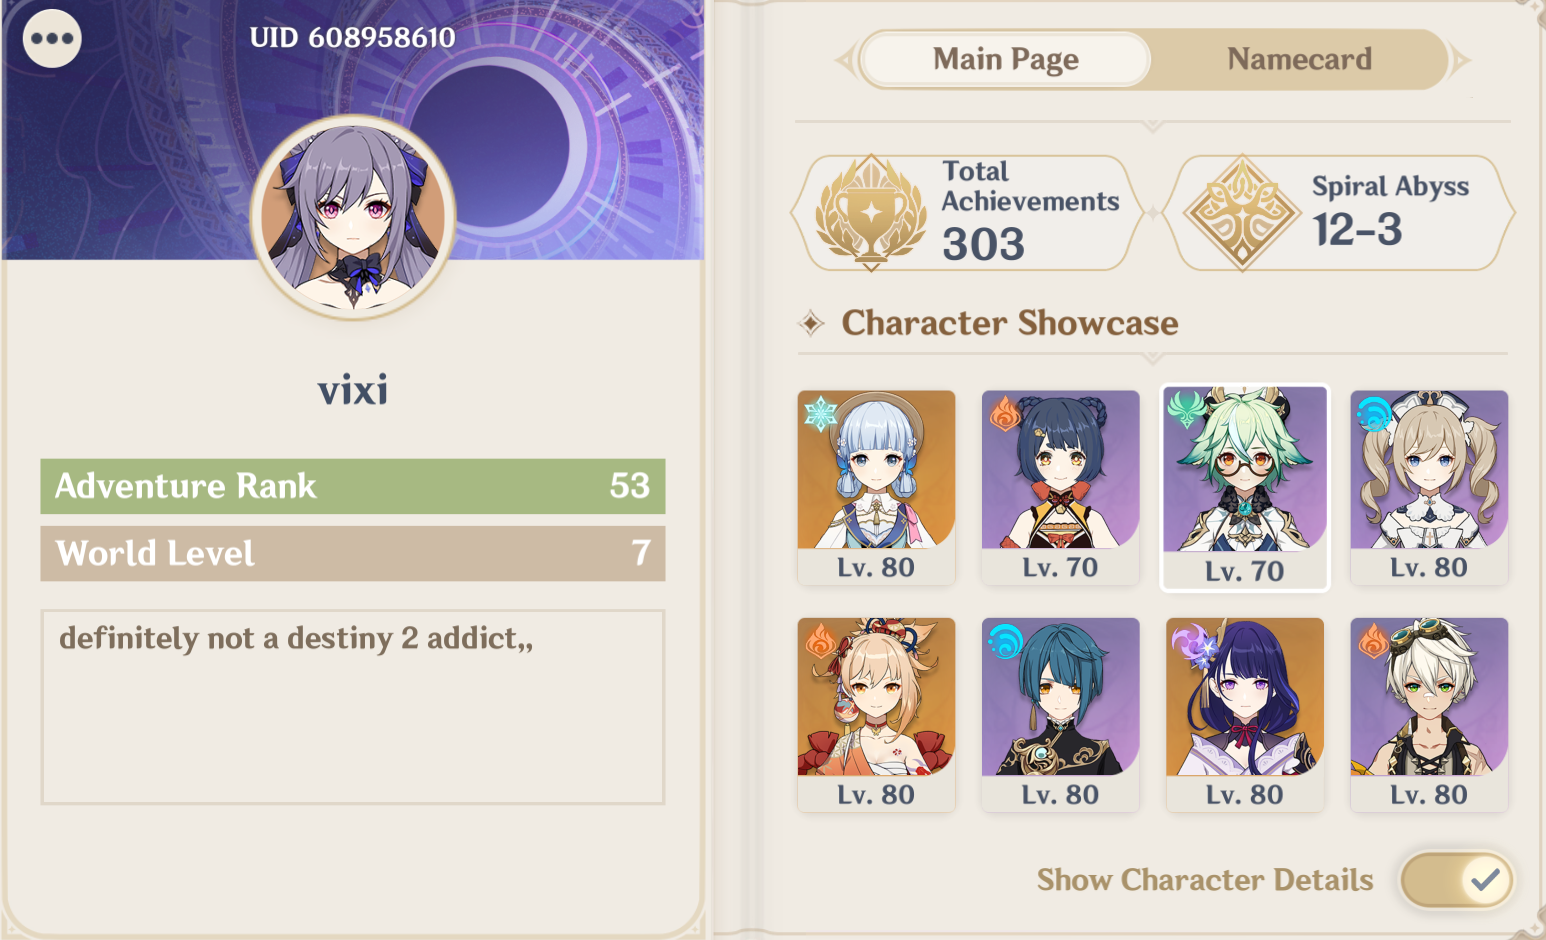 UID 608958610
vixi
Adventure Rank 53
World Level 7
definitely not a destiny 2 addict,,
Main Page Namecard
Total
Achievements
303
Spiral Abyss
12-3
Character Showcase
Lv. 80 Lv. 70 Lv. 70 Lv. 80
Lv. 80 Lv. 80 Lv. 80 Lv. 80
Show Character Details